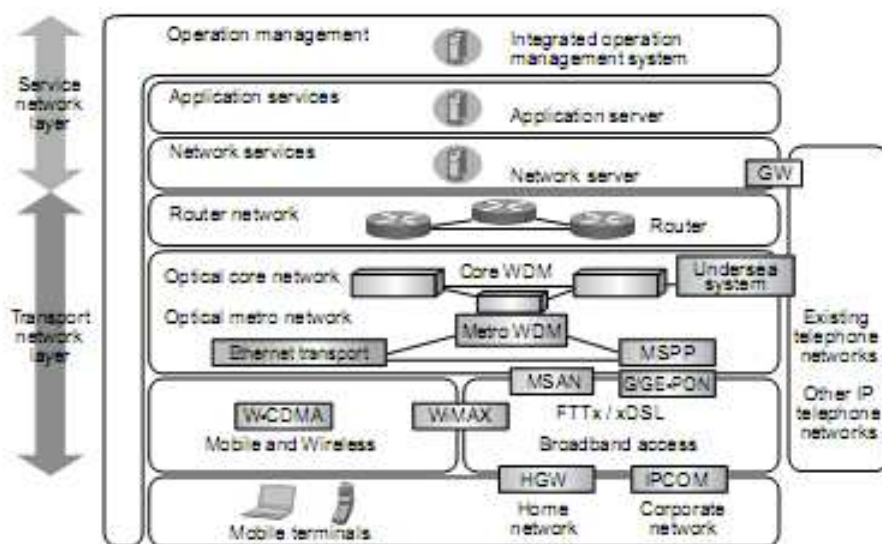 Service
network
layer
Transport
network
layer
Operation management
Integrated operation
management system
Application services
Application server
Network services
Network server
GW
Router network
Router
Optical core network
Core WDM
Undersea
system
Optical metro network
Metro WDM
Ethernet transport
MSPP
MSAN
G/GE-PON
W-CDMA
WiMAX
FTTx / xDSL
Mobile and Wireless
Broadband access
HGW
IPCOM
Home
network
Corporate
network
Mobile terminals
Existing
telephone
networks
Other IP
telephone
networks